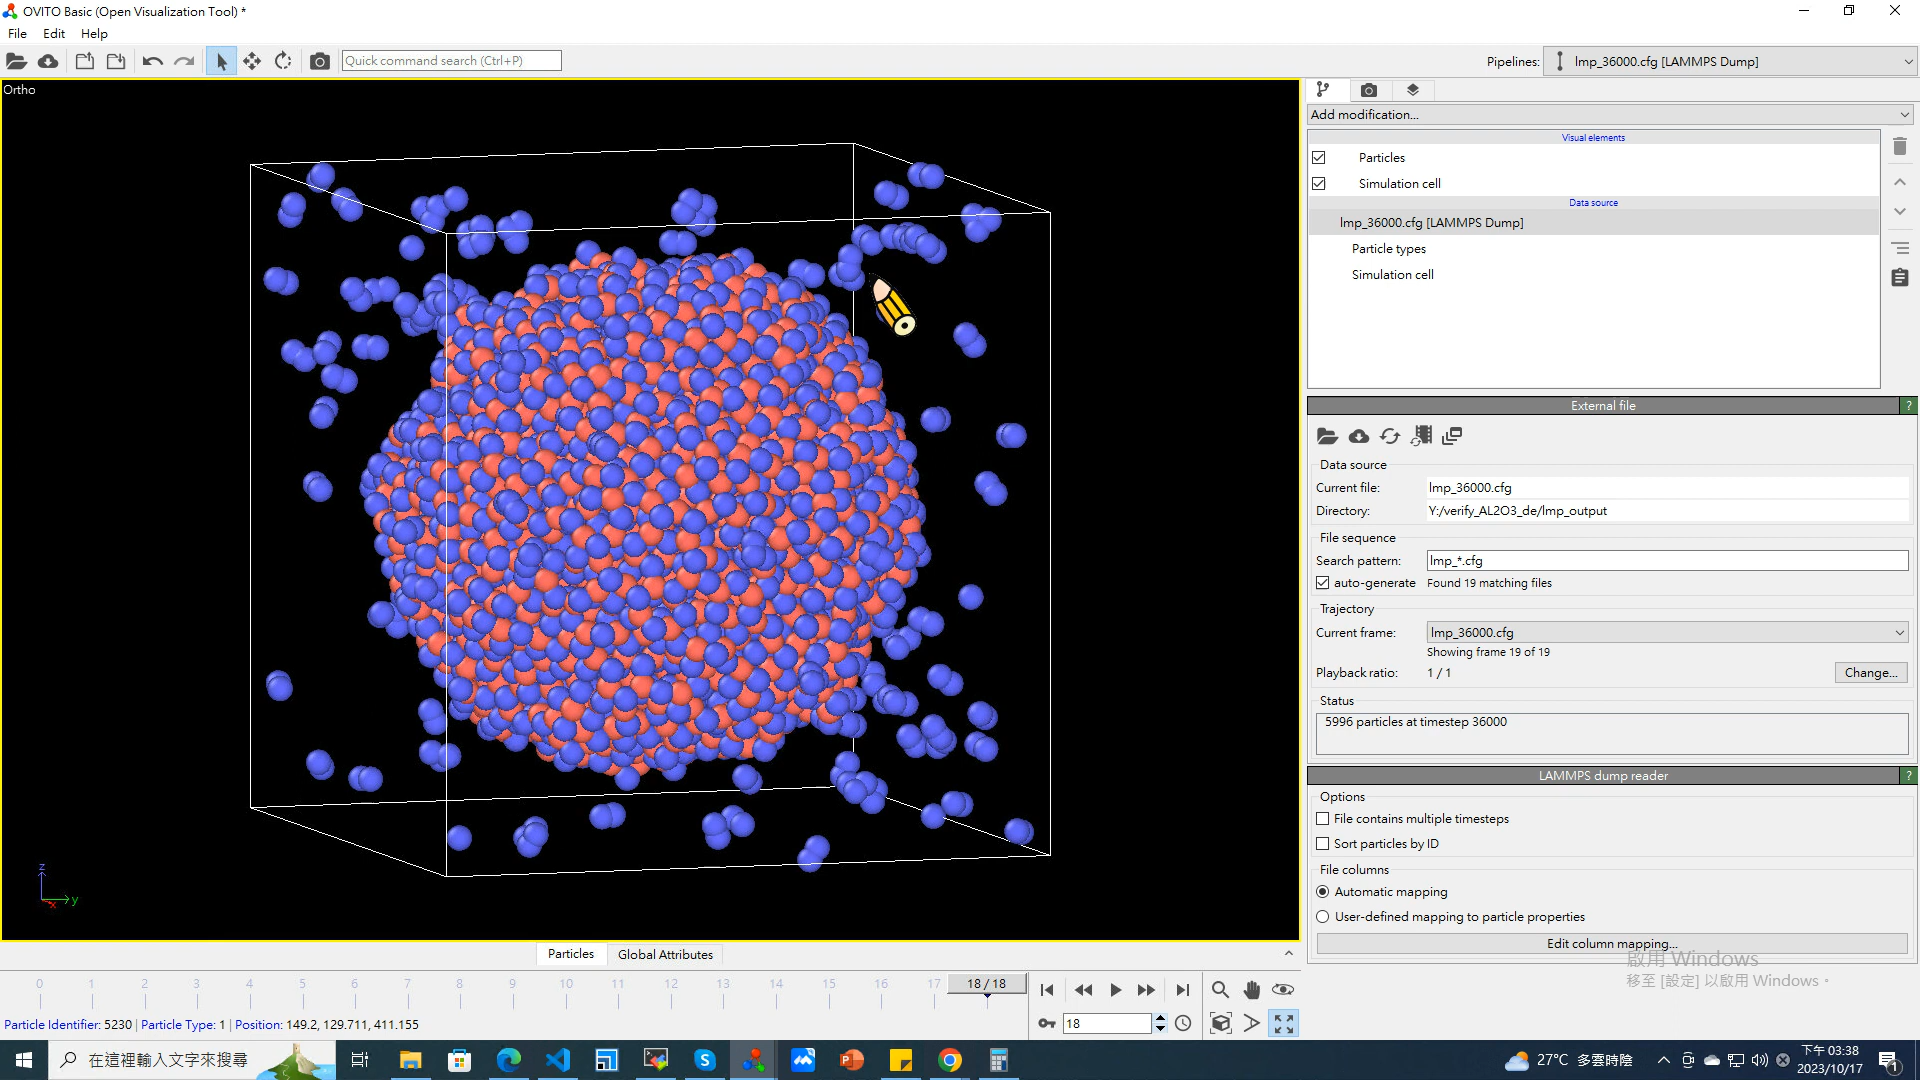 OVITO Basic (Open Visualization Tool) *
File Edit Help
Quick command search (Ctrl+P)
Pipelines: lmp_36000.cfg [LAMMPS Dump]
Ortho
Add modification...
Visual elements
Particles
Simulation cell
Data source
lmp_36000.cfg [LAMMPS Dump]
Particle types
Simulation cell
External file ?
Data source
Current file: lmp_36000.cfg
Directory: Y:/verify_AL2O3_de/lmp_output
File sequence
Search pattern: lmp_*.cfg
auto-generate Found 19 matching files
Trajectory
Current frame: lmp_36000.cfg
Showing frame 19 of 19
Playback ratio: 1 / 1 Change...
Status
5996 particles at timestep 36000
LAMMPS dump reader ?
Options
File contains multiple timesteps
Sort particles by ID
File columns
Automatic mapping
User-defined mapping to particle properties
Edit column mapping...
啟用 Windows
移至 [設定] 以啟用 Windows。
z
y
x
Particles Global Attributes
0 1 2 3 4 5 6 7 8 9 10 11 12 13 14 15 16 17 18 / 18
18
Particle Identifier: 5230 | Particle Type: 1 | Position: 149.2, 129.711, 411.155
在這裡輸入文字來搜尋
27°C 多雲時陰
下午 03:38
2023/10/17
1